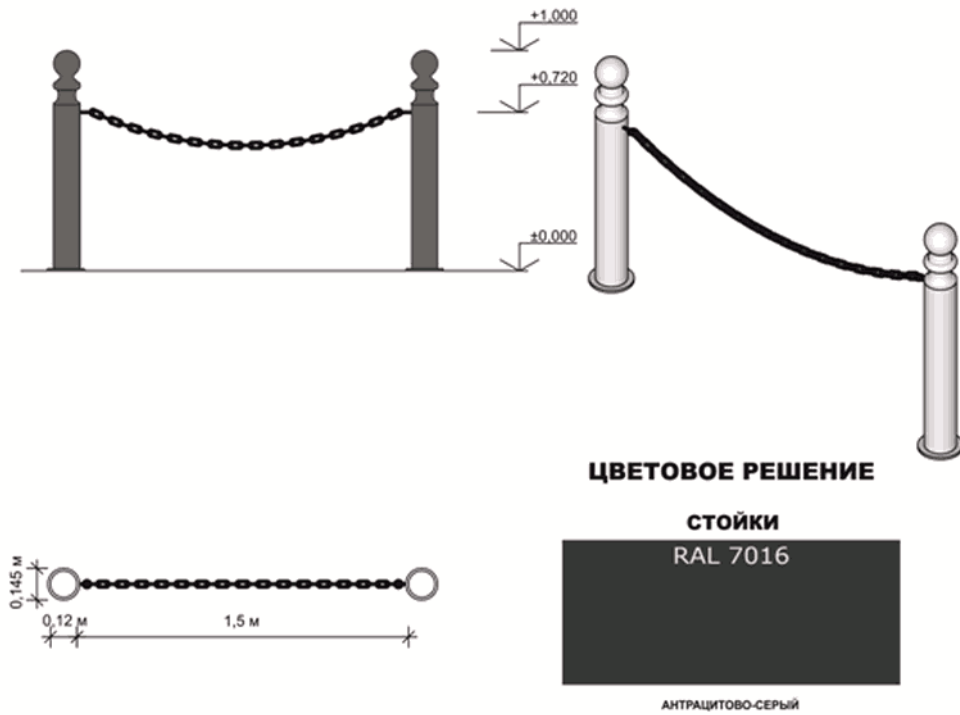 +1,000
+0,720
±0,000
ЦВЕТОВОЕ РЕШЕНИЕ
СТОЙКИ
RAL 7016
0,145 м
0,12 м
1,5 м
АНТРАЦИТОВО-СЕРЫЙ